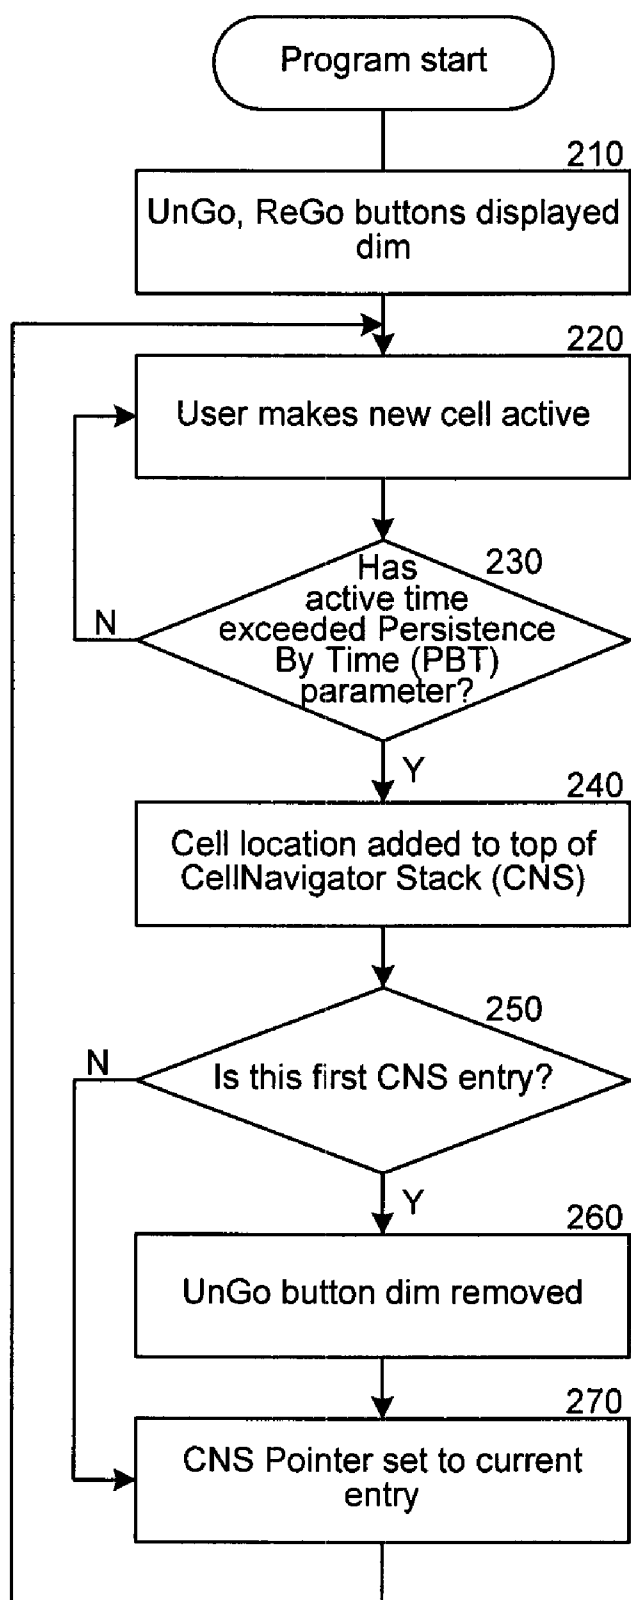 Program start
210
UnGo, ReGo buttons displayed
dim
220
User makes new cell active
230
Has
active time
exceeded Persistence
By Time (PBT)
parameter?
N
Y
240
Cell location added to top of
CellNavigator Stack (CNS)
250
N
Is this first CNS entry?
Y
260
UnGo button dim removed
270
CNS Pointer set to current
entry